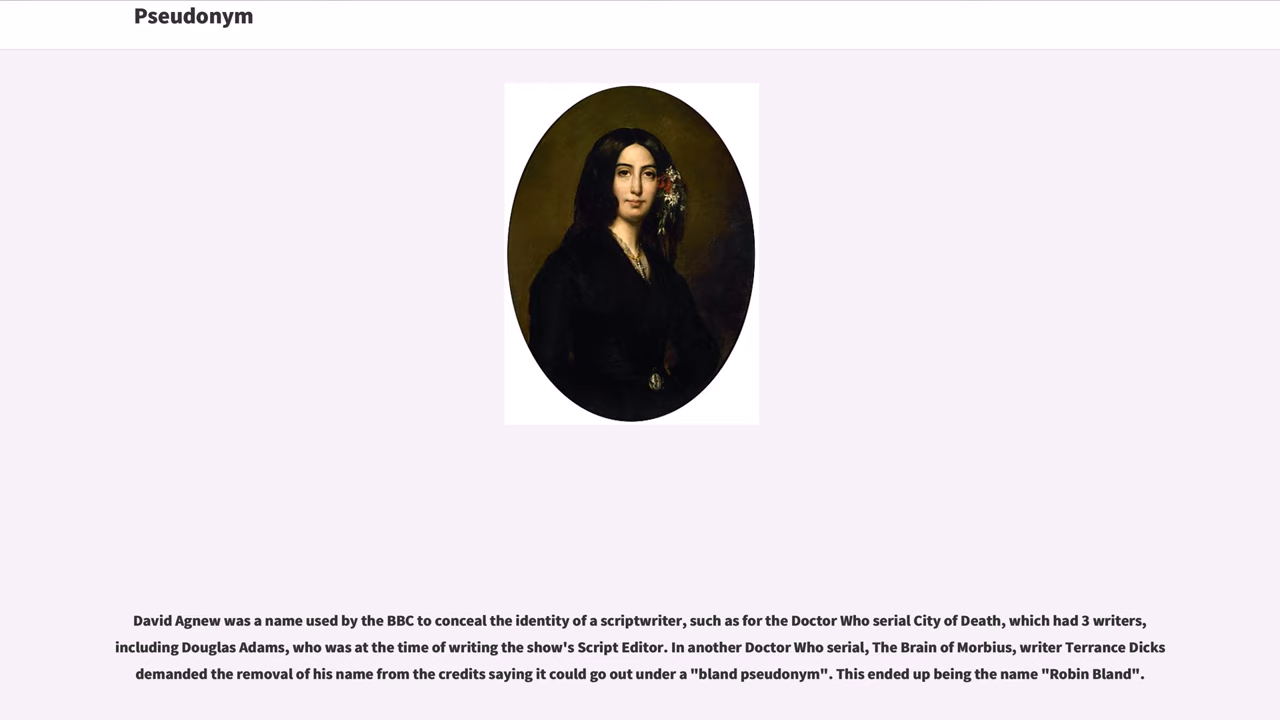 Pseudonym
David Agnew was a name used by the BBC to conceal the identity of a scriptwriter, such as for the Doctor Who serial City of Death, which had 3 writers,
including Douglas Adams, who was at the time of writing the show's Script Editor. In another Doctor Who serial, The Brain of Morbius, writer Terrance Dicks
demanded the removal of his name from the credits saying it could go out under a "bland pseudonym". This ended up being the name "Robin Bland".